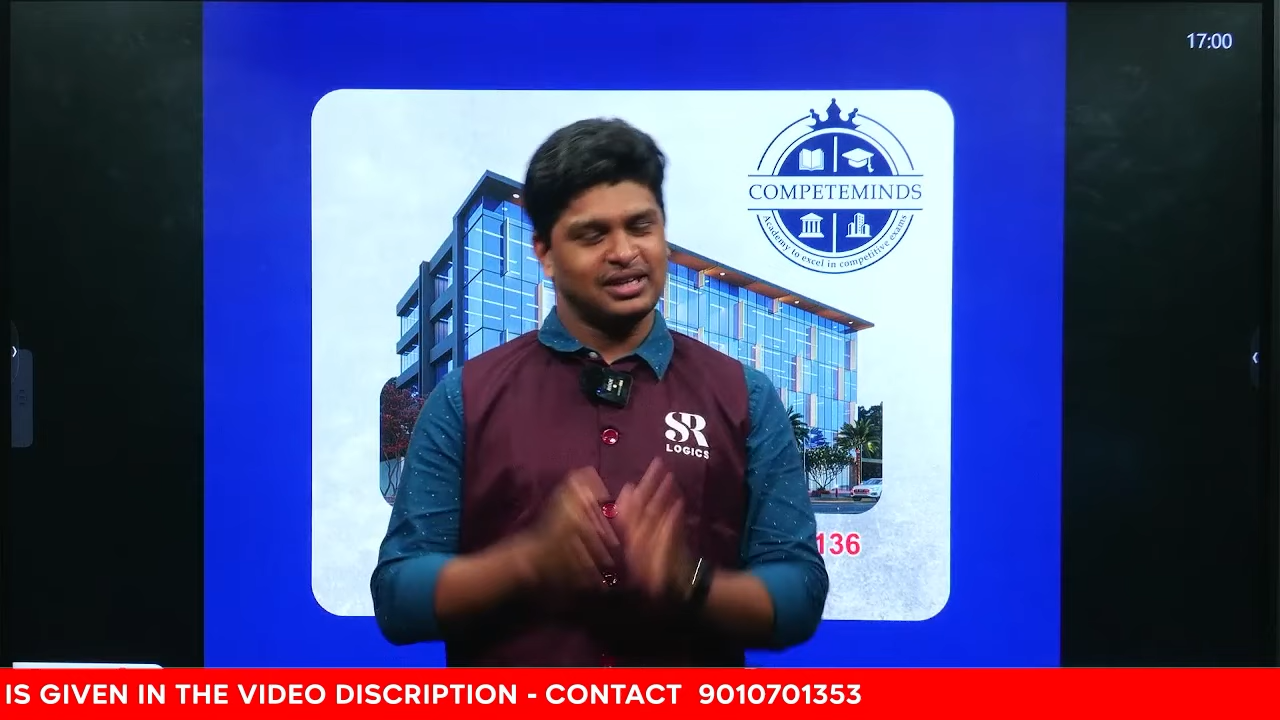 17:00
COMPETEMINDS
Academy to excel in competitive exams
SR
LOGICS
136
IS GIVEN IN THE VIDEO DISCRIPTION - CONTACT 9010701353